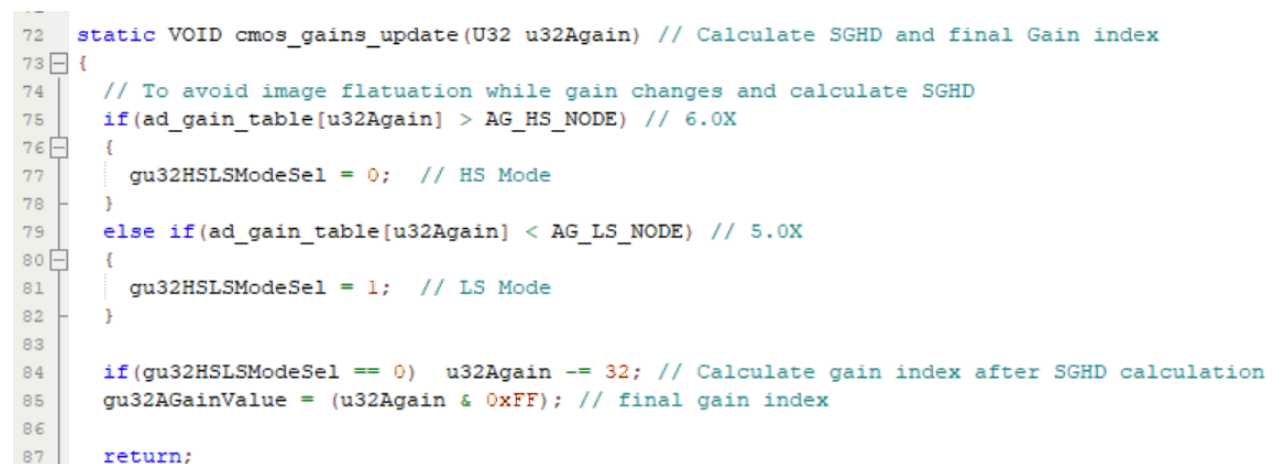 72 static VOID cmos_gains_update(U32 u32Again) // Calculate SGHD and final Gain index
73 {
74 // To avoid image flatuation while gain changes and calculate SGHD
75 if(ad_gain_table[u32Again] > AG_HS_NODE) // 6.0X
76 {
77 gu32HSLSModeSel = 0; // HS Mode
78 }
79 else if(ad_gain_table[u32Again] < AG_LS_NODE) // 5.0X
80 {
81 gu32HSLSModeSel = 1; // LS Mode
82 }
83
84 if(gu32HSLSModeSel == 0) u32Again -= 32; // Calculate gain index after SGHD calculation
85 gu32AGainValue = (u32Again & 0xFF); // final gain index
86
87 return;